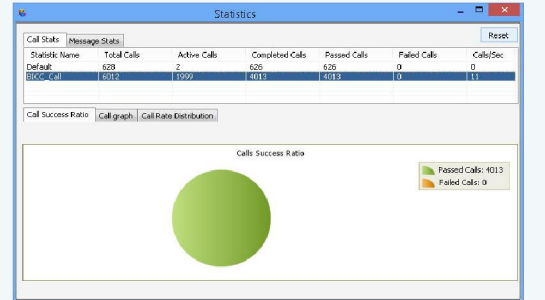 Statistics
Reset
Call Stats Message Stats
Statistic Name Total Calls Active Calls Completed Calls Passed Calls Failed Calls Calls/Sec
Default 628 2 626 626 0 0
BICC_Call 6012 1999 4013 4013 0 11
Call Success Ratio Call graph Call Rate Distribution
Calls Success Ratio
Passed Calls: 4013
Failed Calls: 0